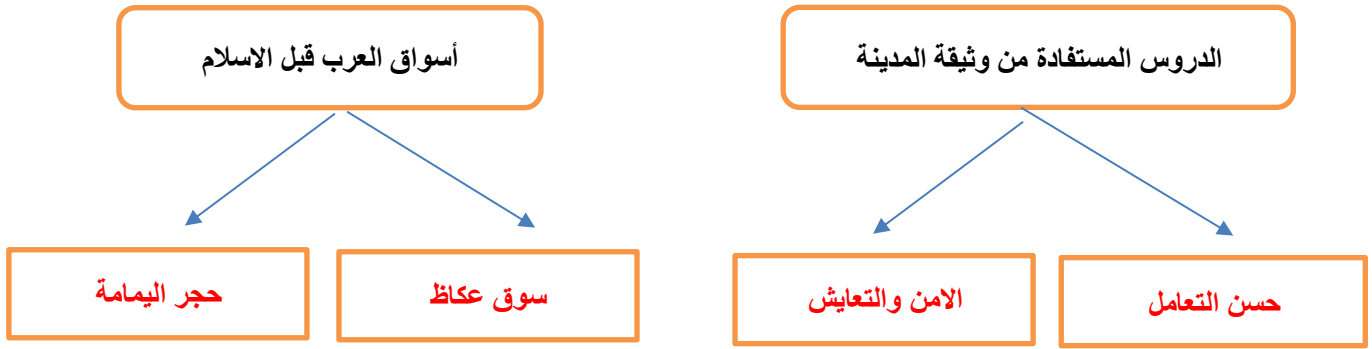 الدروس المستفادة من وثيقة المدينة
أسواق العرب قبل الاسلام
حسن التعامل
الامن والتعايش
سوق عكاظ
حجر اليمامة